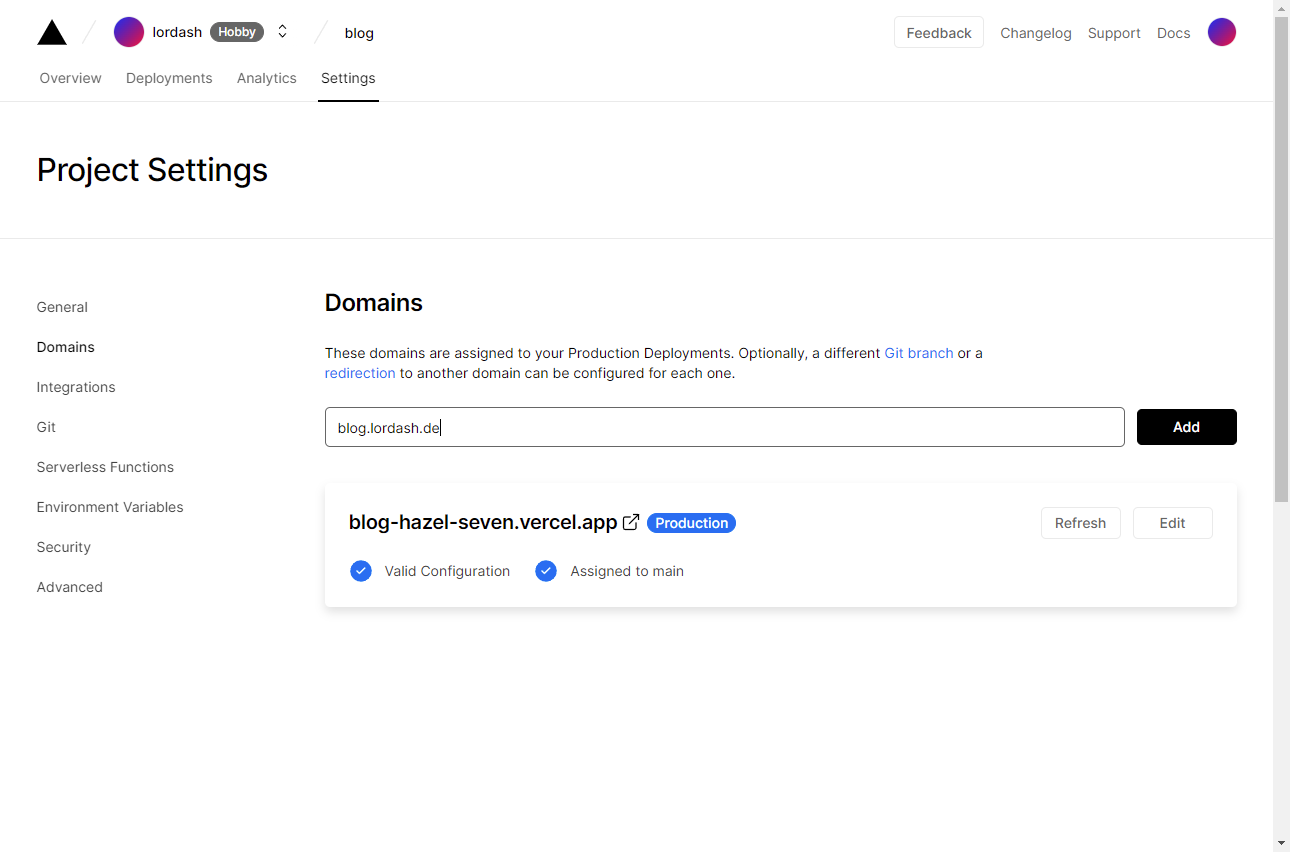 lordash Hobby blog Feedback Changelog Support Docs
Overview Deployments Analytics Settings
Project Settings
General
Domains
Integrations
Git
Serverless Functions
Environment Variables
Security
Advanced
Domains
These domains are assigned to your Production Deployments. Optionally, a different Git branch or a
redirection to another domain can be configured for each one.
blog.lordash.de Add
blog-hazel-seven.vercel.app Production Refresh Edit
Valid Configuration Assigned to main